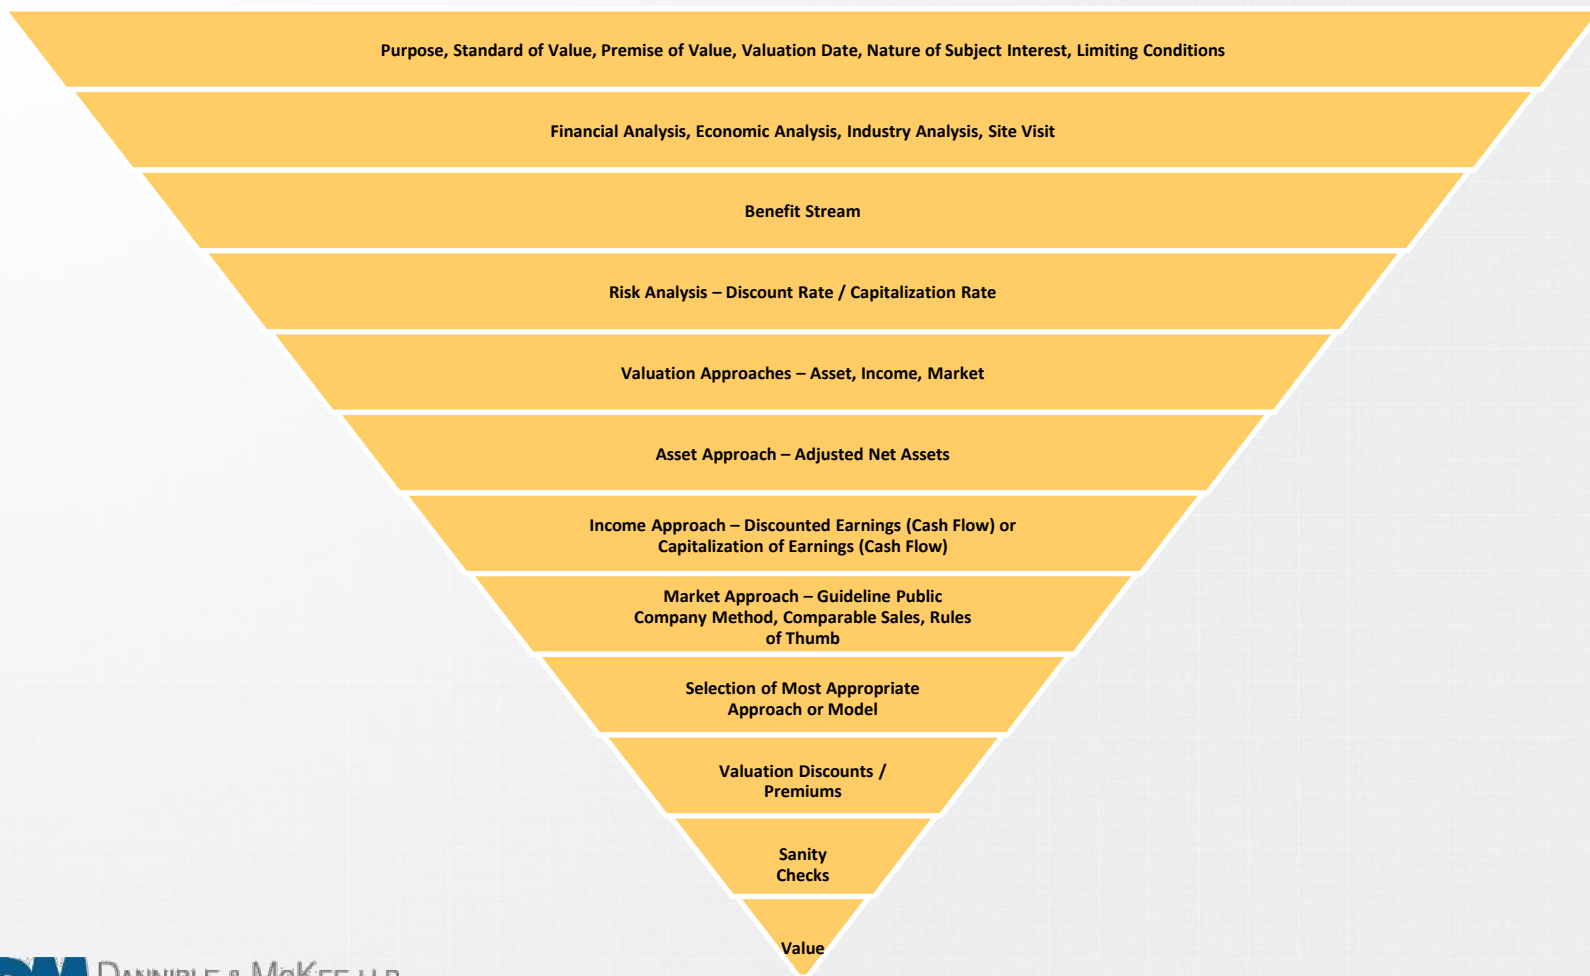 Purpose, Standard of Value, Premise of Value, Valuation Date, Nature of Subject Interest, Limiting Conditions
Financial Analysis, Economic Analysis, Industry Analysis, Site Visit
Benefit Stream
Risk Analysis – Discount Rate / Capitalization Rate
Valuation Approaches – Asset, Income, Market
Asset Approach – Adjusted Net Assets
Income Approach – Discounted Earnings (Cash Flow) or
Capitalization of Earnings (Cash Flow)
Market Approach – Guideline Public
Company Method, Comparable Sales, Rules
of Thumb
Selection of Most Appropriate
Approach or Model
Valuation Discounts /
Premiums
Sanity
Checks
Value